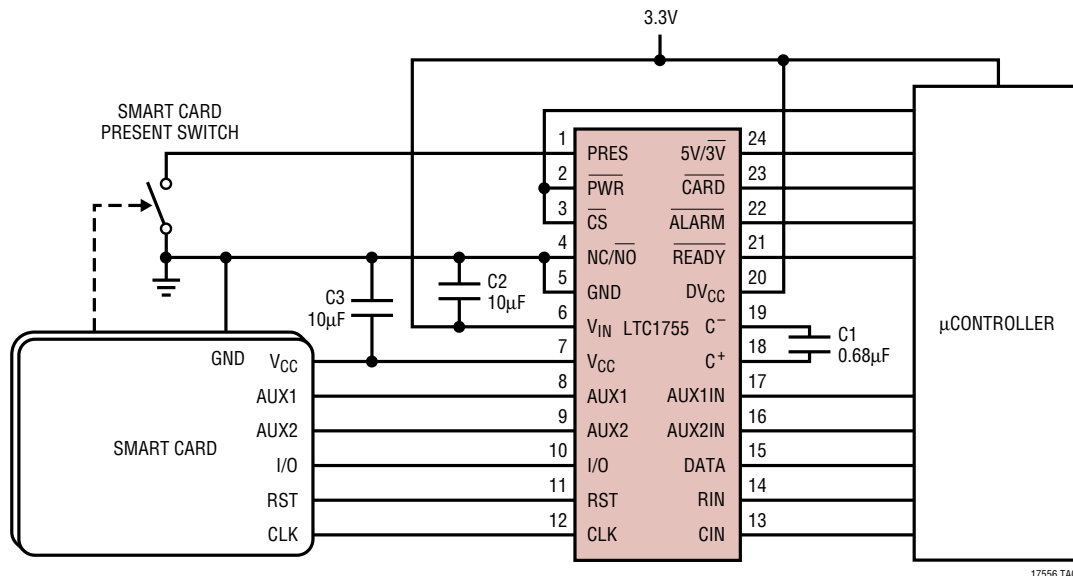 3.3V
SMART CARD
PRESENT SWITCH
1
2
3
4
5
6
7
8
9
10
11
12
PRES
PWR
CS
NC/NO
GND
VIN
VCC
AUX1
AUX2
I/O
RST
CLK
LTC1755
5V/3V
CARD
ALARM
READY
DVCC
C–
C+
AUX1IN
AUX2IN
DATA
RIN
CIN
24
23
22
21
20
19
18
17
16
15
14
13
C3
10µF
C2
10µF
C1
0.68µF
µCONTROLLER
GND
VCC
AUX1
AUX2
SMART CARD
I/O
RST
CLK